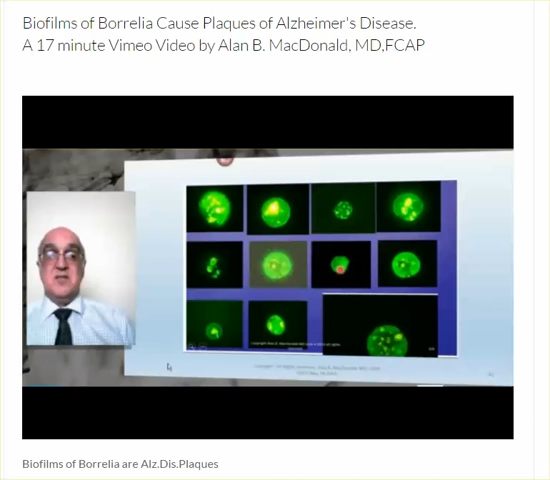 Biofilms of Borrelia Cause Plaques of Alzheimer's Disease.
A 17 minute Vimeo Video by Alan B. MacDonald, MD,FCAP
Biofilms of Borrelia are Alz.Dis.Plaques